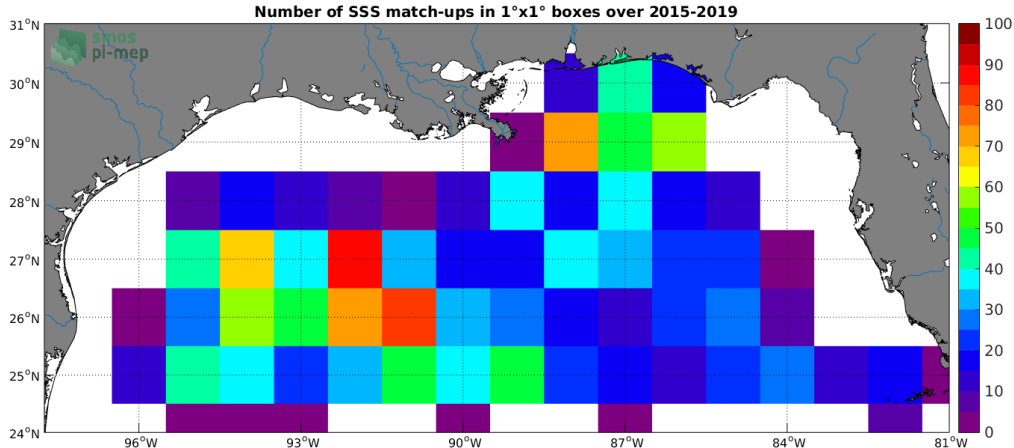 Number of SSS match-ups in 1°x1° boxes over 2015-2019
smos
pi-mep
31°N
30°N
29°N
28°N
27°N
26°N
25°N
24°N
96°W
93°W
90°W
87°W
84°W
81°W
100
90
80
70
60
50
40
30
20
10
0